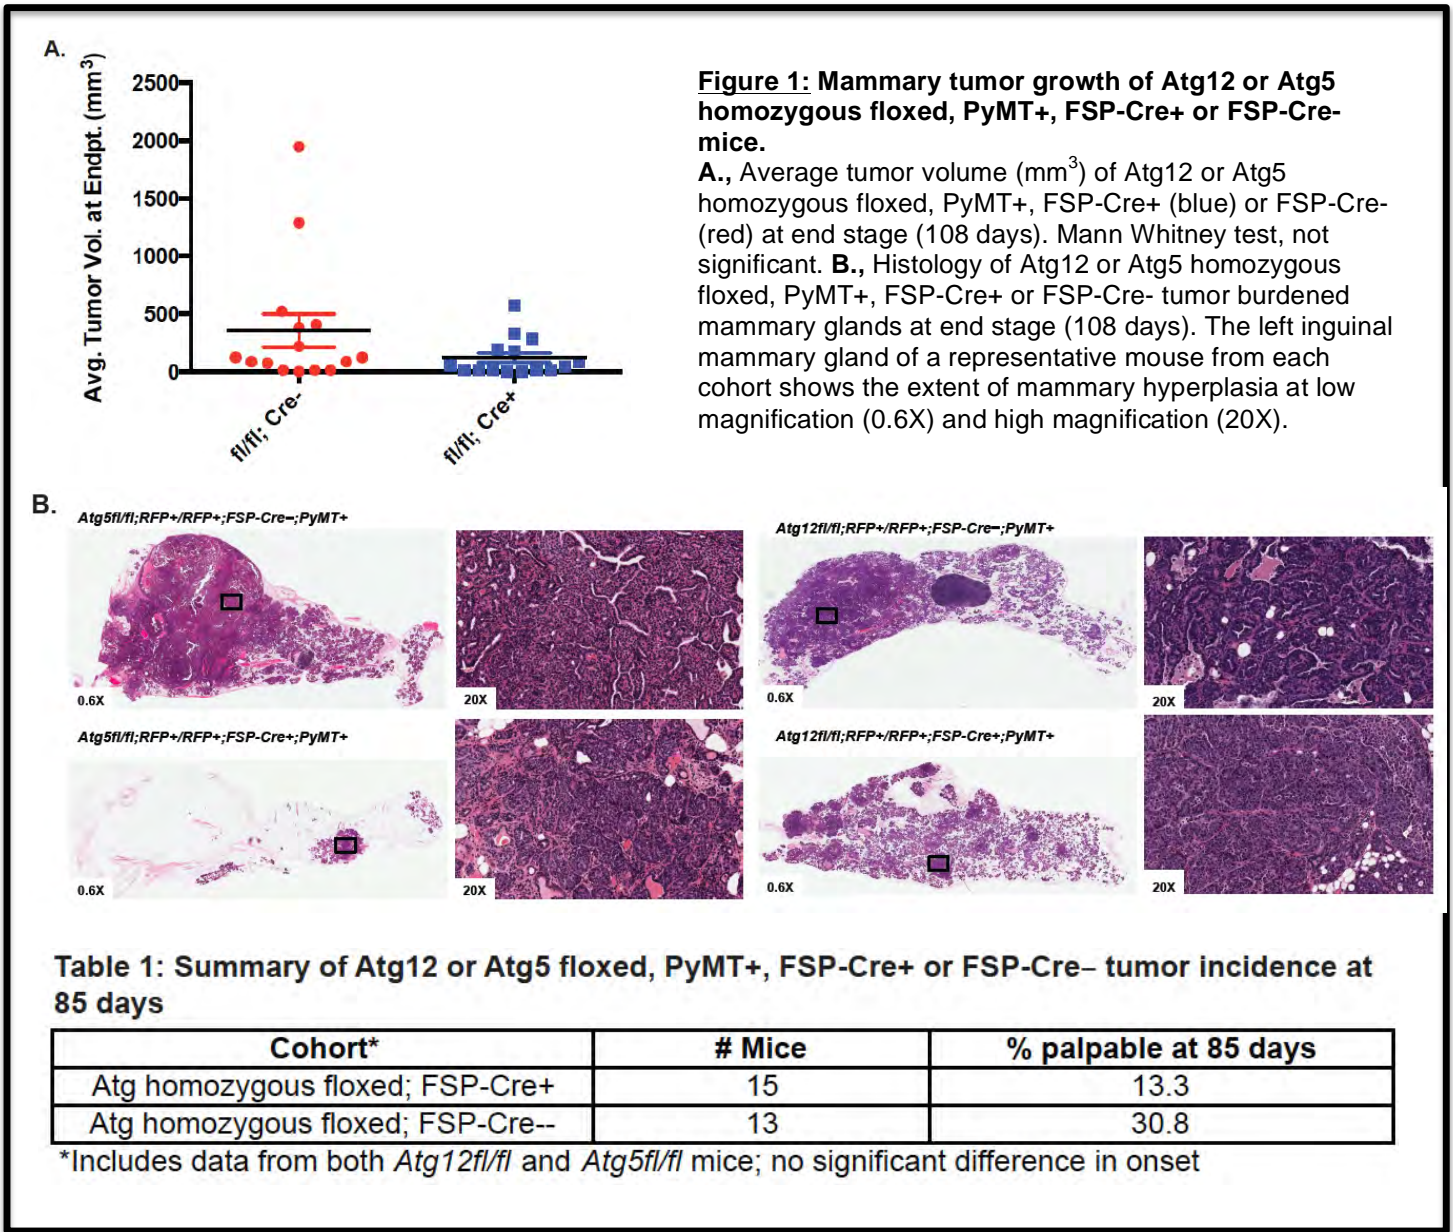 A.
Avg. Tumor Vol. at Endpt. (mm³)
2500
2000
1500
1000
500
0
fl/fl; Cre-
fl/fl; Cre+
Figure 1: Mammary tumor growth of Atg12 or Atg5
homozygous floxed, PyMT+, FSP-Cre+ or FSP-Cre-
mice.
A., Average tumor volume (mm³) of Atg12 or Atg5
homozygous floxed, PyMT+, FSP-Cre+ (blue) or FSP-Cre-
(red) at end stage (108 days). Mann Whitney test, not
significant. B., Histology of Atg12 or Atg5 homozygous
floxed, PyMT+, FSP-Cre+ or FSP-Cre- tumor burdened
mammary glands at end stage (108 days). The left inguinal
mammary gland of a representative mouse from each
cohort shows the extent of mammary hyperplasia at low
magnification (0.6X) and high magnification (20X).
B.
Atg5fl/fl;RFP+/RFP+;FSP-Cre–;PyMT+
0.6X
20X
Atg12fl/fl;RFP+/RFP+;FSP-Cre–;PyMT+
0.6X
20X
Atg5fl/fl;RFP+/RFP+;FSP-Cre+;PyMT+
0.6X
20X
Atg12fl/fl;RFP+/RFP+;FSP-Cre+;PyMT+
0.6X
20X
Table 1: Summary of Atg12 or Atg5 floxed, PyMT+, FSP-Cre+ or FSP-Cre– tumor incidence at
85 days
Cohort* # Mice % palpable at 85 days
Atg homozygous floxed; FSP-Cre+ 15 13.3
Atg homozygous floxed; FSP-Cre-- 13 30.8
*Includes data from both Atg12fl/fl and Atg5fl/fl mice; no significant difference in onset